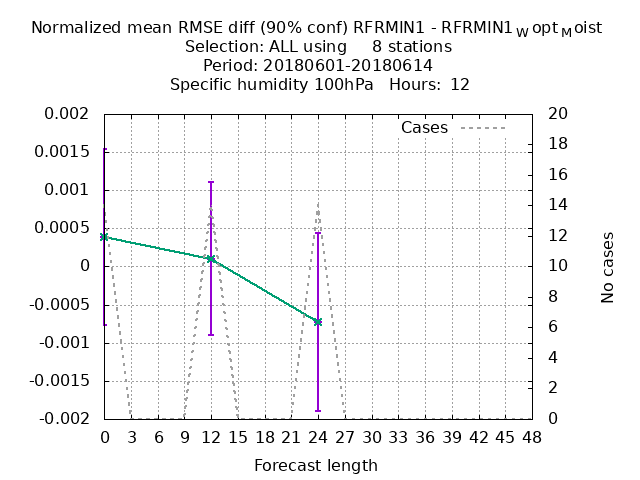 Normalized mean RMSE diff (90% conf) RFRMIN1 - RFRMIN1WoptMoist
Selection: ALL using     8 stations
Period: 20180601-20180614
Specific humidity 100hPa   Hours:  12
Cases
0.002
0.0015
0.001
0.0005
0
-0.0005
-0.001
-0.0015
-0.002
20
18
16
14
12
10
8
6
4
2
0
No cases
0 3 6 9 12 15 18 21 24 27 30 33 36 39 42 45 48
Forecast length